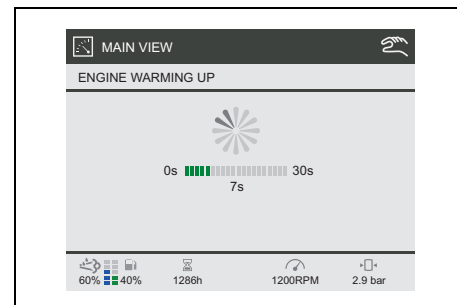 MAIN VIEW
ENGINE WARMING UP
0s 30s
7s
60% 40% 1286h 1200RPM 2.9 bar